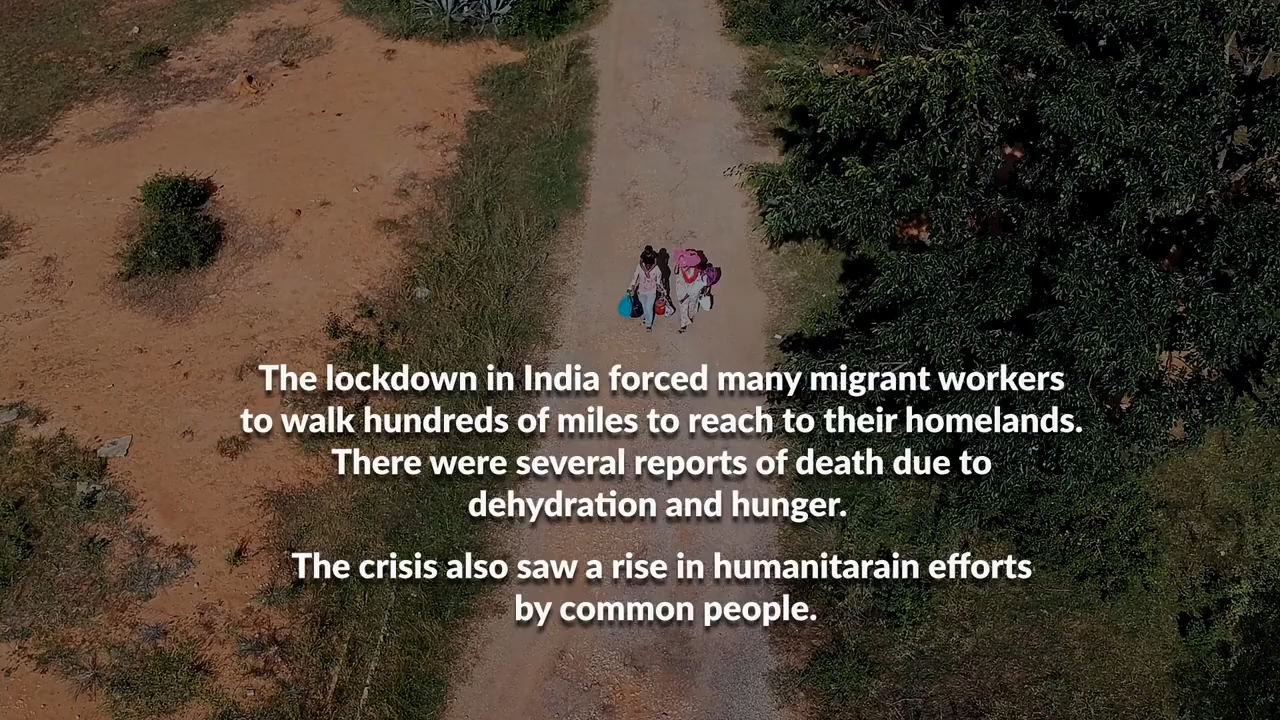 The lockdown in India forced many migrant workers
to walk hundreds of miles to reach to their homelands.
There were several reports of death due to
dehydration and hunger.
The crisis also saw a rise in humanitarain efforts
by common people.